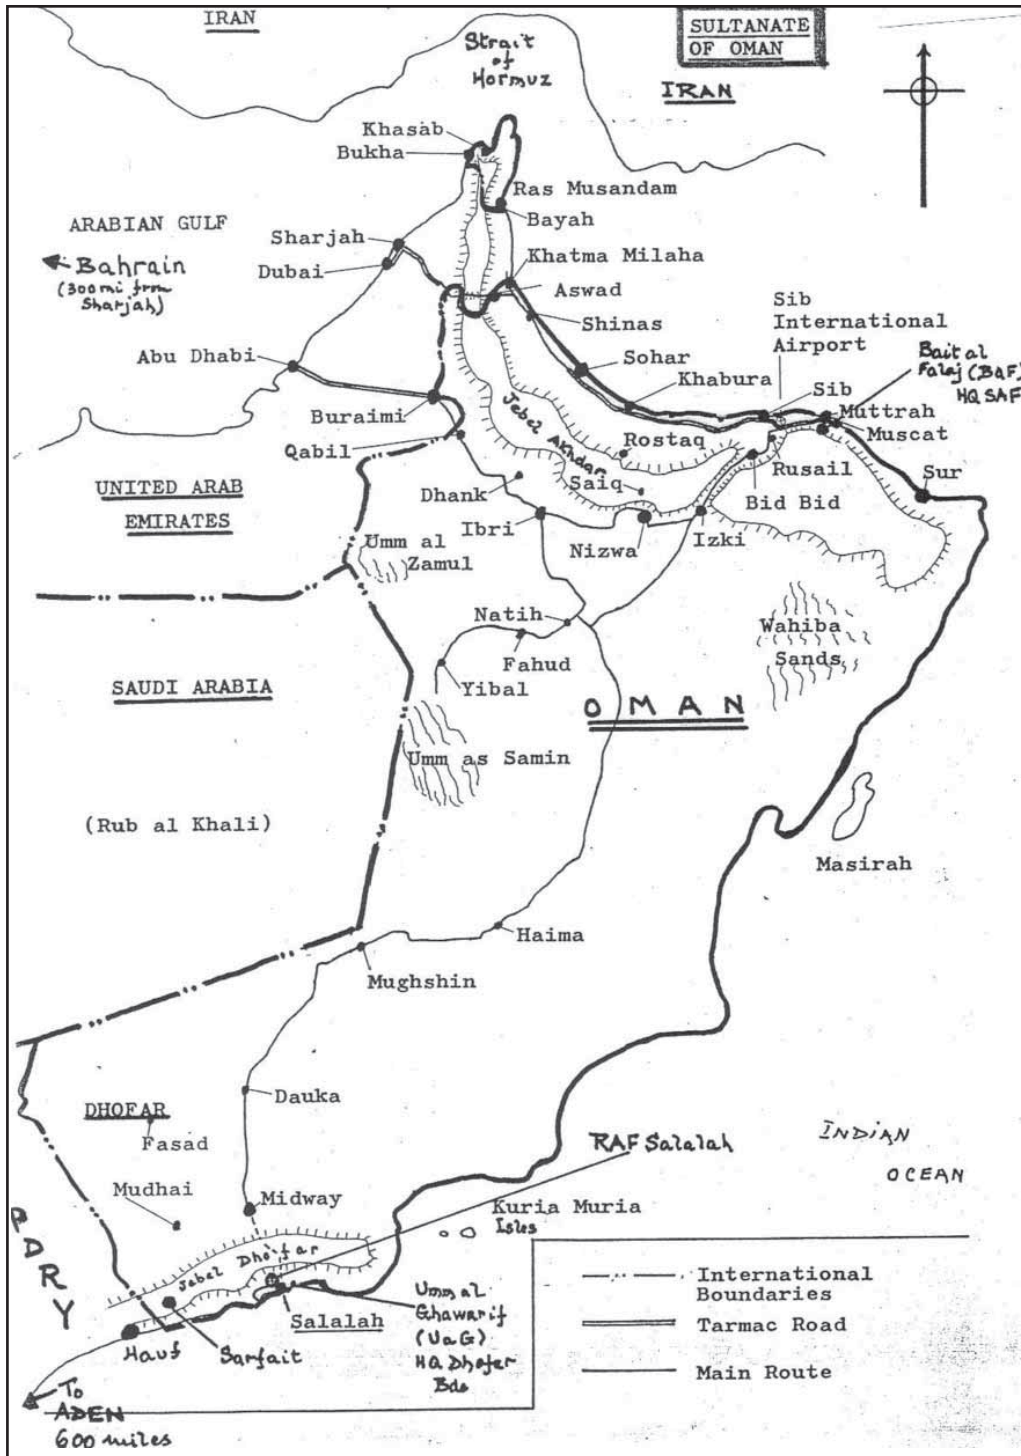 IRAN
SULTANATE
OF OMAN
Strait
of
Hormuz
IRAN
Khasab
Bukha
Ras Musandam
Bayah
ARABIAN GULF
Sharjah
Khatma Milaha
Bahrain
(300 mi from
Sharjah)
Dubai
Aswad
Sib
International
Airport
Shinas
Abu Dhabi
Sohar
Bait al
Falaj (BaF)
HQ SAF
Khabura
Sib
Buraimi
Muttrah
Muscat
Jebel Akhdar
Qabil
Rostaq
Rusail
Sur
UNITED ARAB
EMIRATES
Dhank
Saiq
Bid Bid
Ibri
Nizwa
Izki
Umm al
Zamul
Natih
Wahiba
Sands
Fahud
Yibal
SAUDI ARABIA
OMAN
Umm as Samin
(Rub al Khali)
Masirah
Haima
Mughshin
Dauka
DHOFAR
Fasad
RAF Salalah
INDIAN
OCEAN
Mudhai
Midway
Kuria Muria
Isles
PDRY
Jebel Dhofar
Umm al
Ghawarif
(UaG)
HQ Dhofer
Bde
Salalah
Hauf
Sarfait
International
Boundaries
Tarmac Road
Main Route
To
ADEN
600 miles